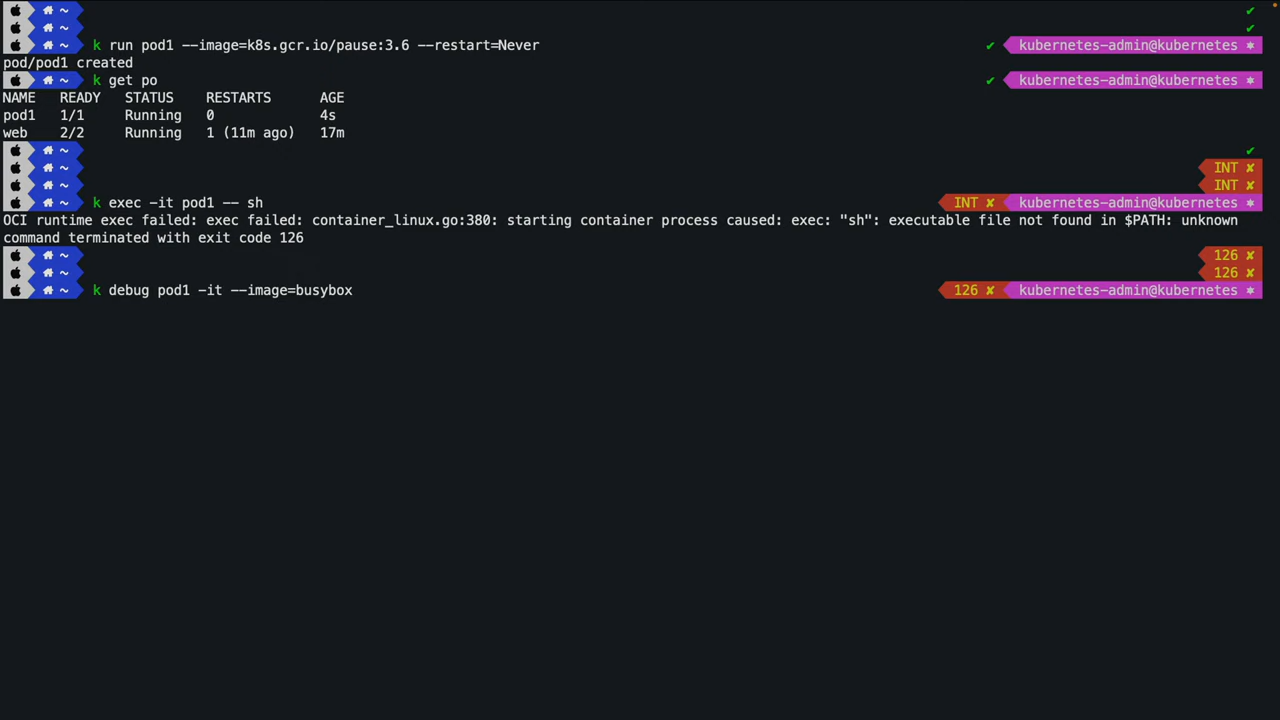 ~
~
~ k run pod1 --image=k8s.gcr.io/pause:3.6 --restart=Never kubernetes-admin@kubernetes
pod/pod1 created
~ k get po kubernetes-admin@kubernetes
NAME READY STATUS RESTARTS AGE
pod1 1/1 Running 0 4s
web 2/2 Running 1 (11m ago) 17m
~
~ INT
~ INT
~ k exec -it pod1 -- sh INT kubernetes-admin@kubernetes
OCI runtime exec failed: exec failed: container_linux.go:380: starting container process caused: exec: "sh": executable file not found in $PATH: unknown
command terminated with exit code 126
~ 126
~ 126
~ k debug pod1 -it --image=busybox 126 kubernetes-admin@kubernetes